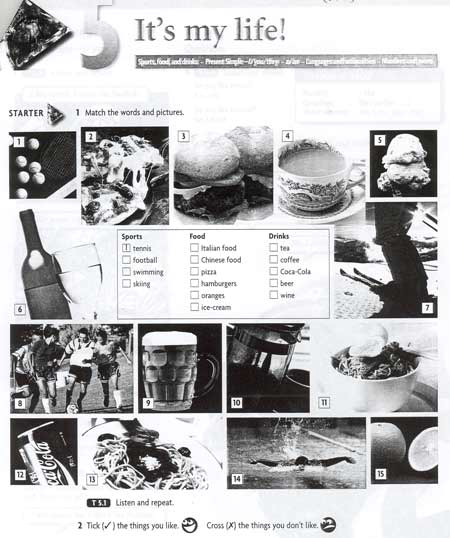 5
It's my life!
Sports, food, and drinks – Present Simple – I/you/they – a/an – Languages and nationalities – Numbers and prices
STARTER
1 Match the words and pictures.
1
2
3
4
5
Sports
1 tennis
football
swimming
skiing
Food
Italian food
Chinese food
pizza
hamburgers
oranges
ice-cream
Drinks
tea
coffee
Coca-Cola
beer
wine
6
7
8
9
10
11
12
13
14
15
Coca-Cola
T 5.1 Listen and repeat.
2 Tick (✓) the things you like. Cross (✗) the things you don't like.